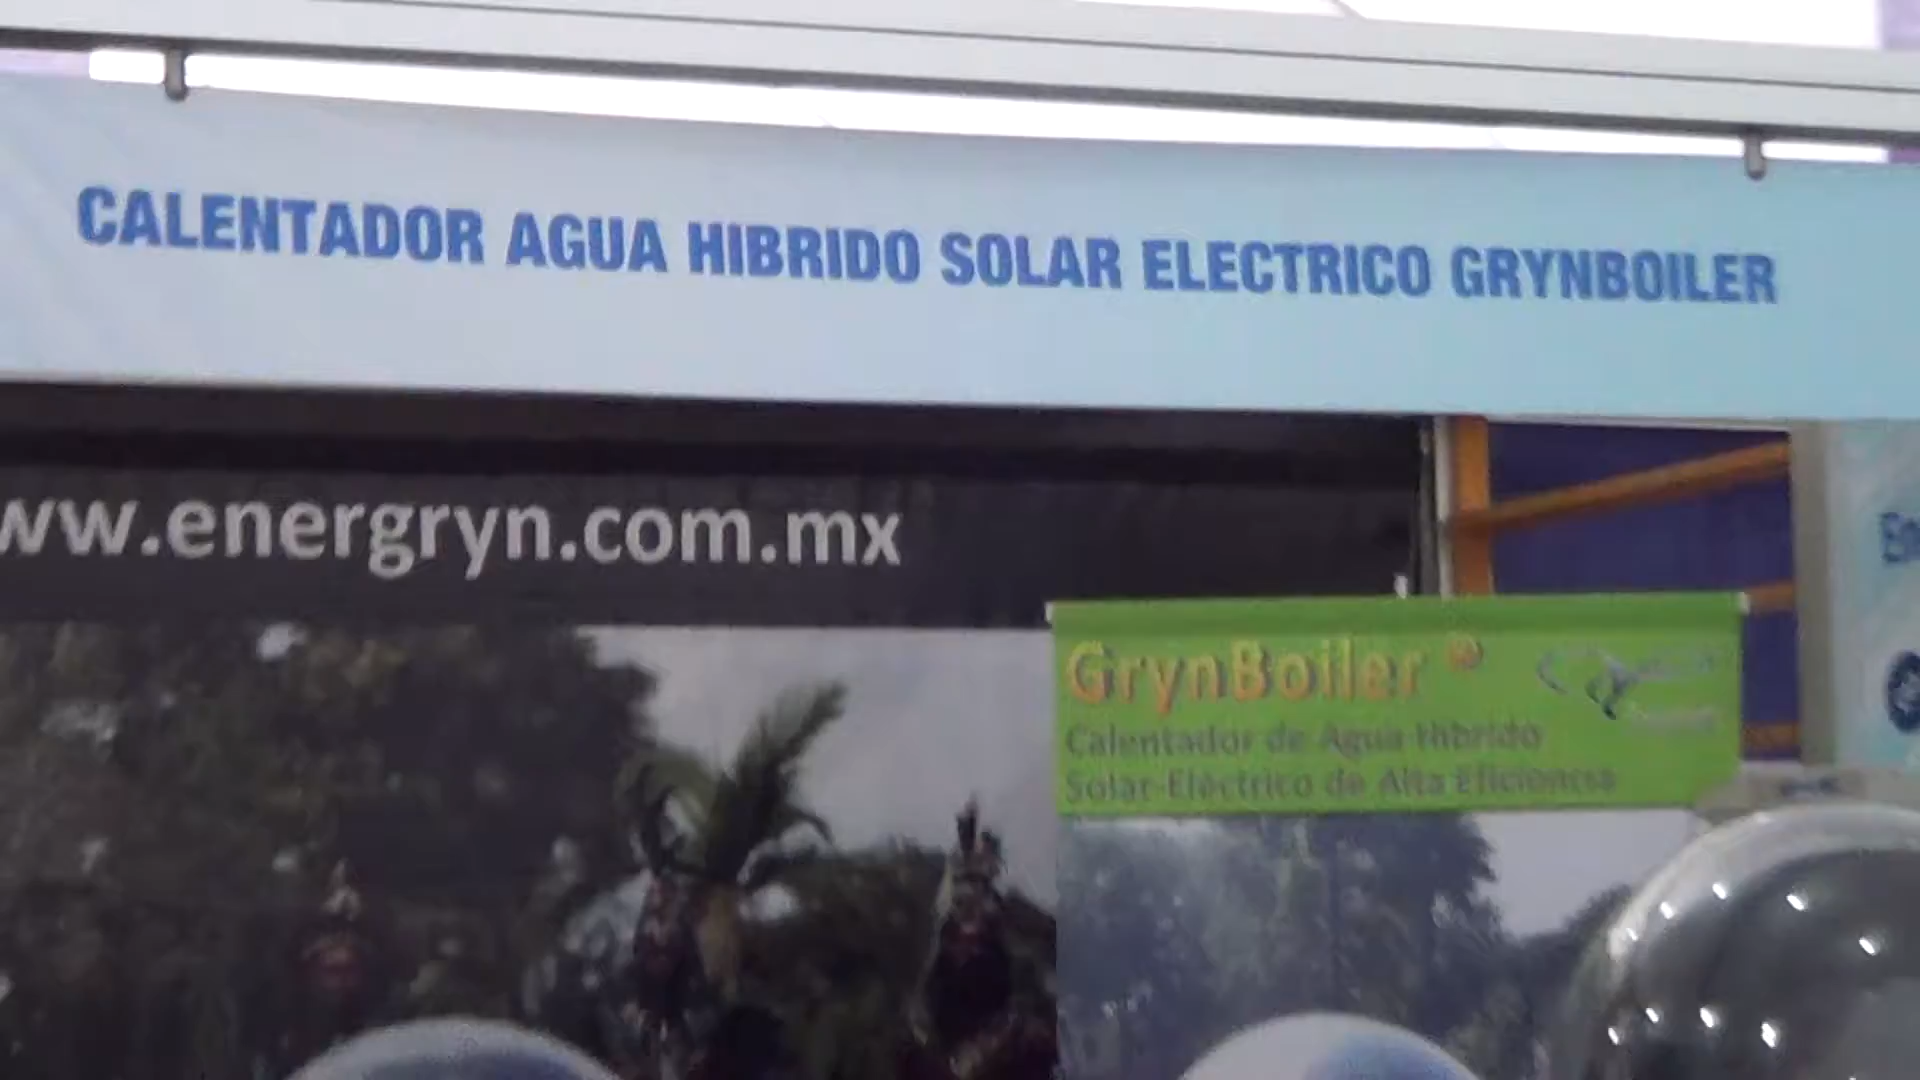 CALENTADOR AGUA HIBRIDO SOLAR ELECTRICO GRYNBOILER
ww.energryn.com.mx
GrynBoiler ®
Calentador de Agua Híbrido
Solar-Eléctrico de Alta Eficiencia